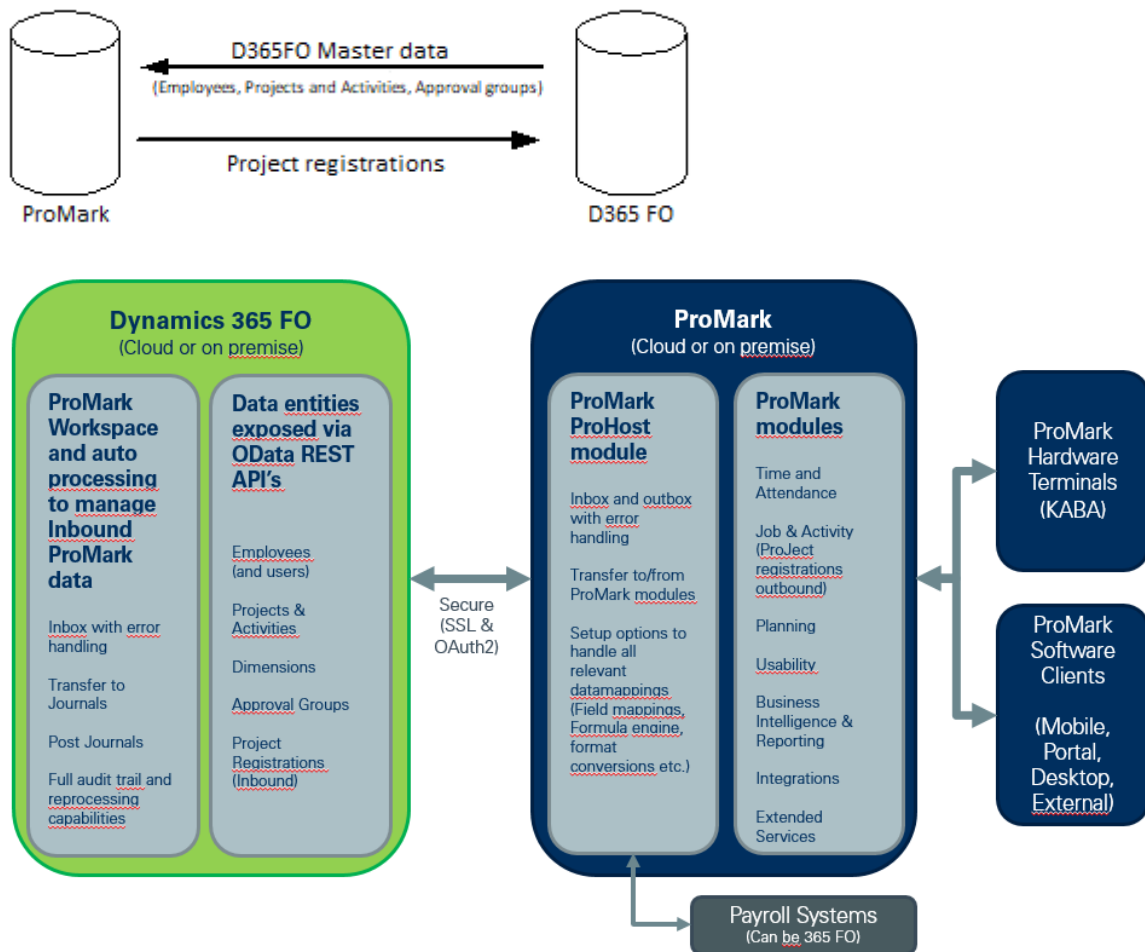 D365FO Master data
(Employees, Projects and Activities, Approval groups)
Project registrations
ProMark
D365 FO
Dynamics 365 FO
(Cloud or on premise)
ProMark
Workspace
and auto
processing
to manage
Inbound
ProMark
data
Inbox with error
handling
Transfer to
Journals
Post Journals
Full audit trail and
reprocessing
capabilities
Data entities
exposed via
OData REST
API's
Employees
(and users)
Projects &
Activities
Dimensions
Approval Groups
Project
Registrations
(Inbound)
Secure
(SSL &
OAuth2)
ProMark
(Cloud or on premise)
ProMark
ProHost
module
Inbox and outbox
with error
handling
Transfer to/from
ProMark modules
Setup options to
handle all
relevant
datamappings
(Field mappings,
Formula engine,
format
conversions etc.)
ProMark
modules
Time and
Attendance
Job & Activity
(ProJect
registrations
outbound)
Planning
Usability
Business
Intelligence &
Reporting
Integrations
Extended
Services
ProMark
Hardware
Terminals
(KABA)
ProMark
Software
Clients
(Mobile,
Portal,
Desktop,
External)
Payroll Systems
(Can be 365 FO)